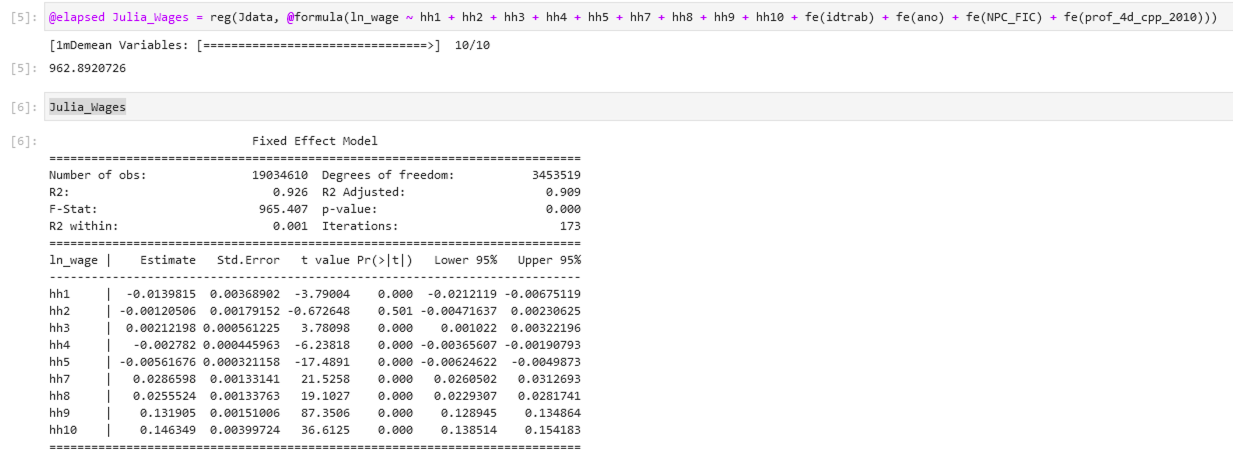 [5]: @elapsed Julia_Wages = reg(Jdata, @formula(ln_wage ~ hh1 + hh2 + hh3 + hh4 + hh5 + hh7 + hh8 + hh9 + hh10 + fe(idtrab) + fe(ano) + fe(NPC_FIC) + fe(prof_4d_cpp_2010)))
[1mDemean Variables: [================================>] 10/10
[5]: 962.8920726
[6]: Julia_Wages
[6]:
Fixed Effect Model
============================================================================
Number of obs: 19034610 Degrees of freedom: 3453519
R2: 0.926 R2 Adjusted: 0.909
F-Stat: 965.407 p-value: 0.000
R2 within: 0.001 Iterations: 173
============================================================================
ln_wage | Estimate Std.Error t value Pr(>|t|) Lower 95% Upper 95%
----------------------------------------------------------------------------
hh1 | -0.0139815 0.00368902 -3.79004 0.000 -0.0212119 -0.00675119
hh2 | -0.00120506 0.00179152 -0.672648 0.501 -0.00471637 0.00230625
hh3 | 0.00212198 0.000561225 3.78098 0.000 0.001022 0.00322196
hh4 | -0.002782 0.000445963 -6.23818 0.000 -0.00365607 -0.00190793
hh5 | -0.00561676 0.000321158 -17.4891 0.000 -0.00624622 -0.0049873
hh7 | 0.0286598 0.00133141 21.5258 0.000 0.0260502 0.0312693
hh8 | 0.0255524 0.00133763 19.1027 0.000 0.0229307 0.0281741
hh9 | 0.131905 0.00151006 87.3506 0.000 0.128945 0.134864
hh10 | 0.146349 0.00399724 36.6125 0.000 0.138514 0.154183
============================================================================